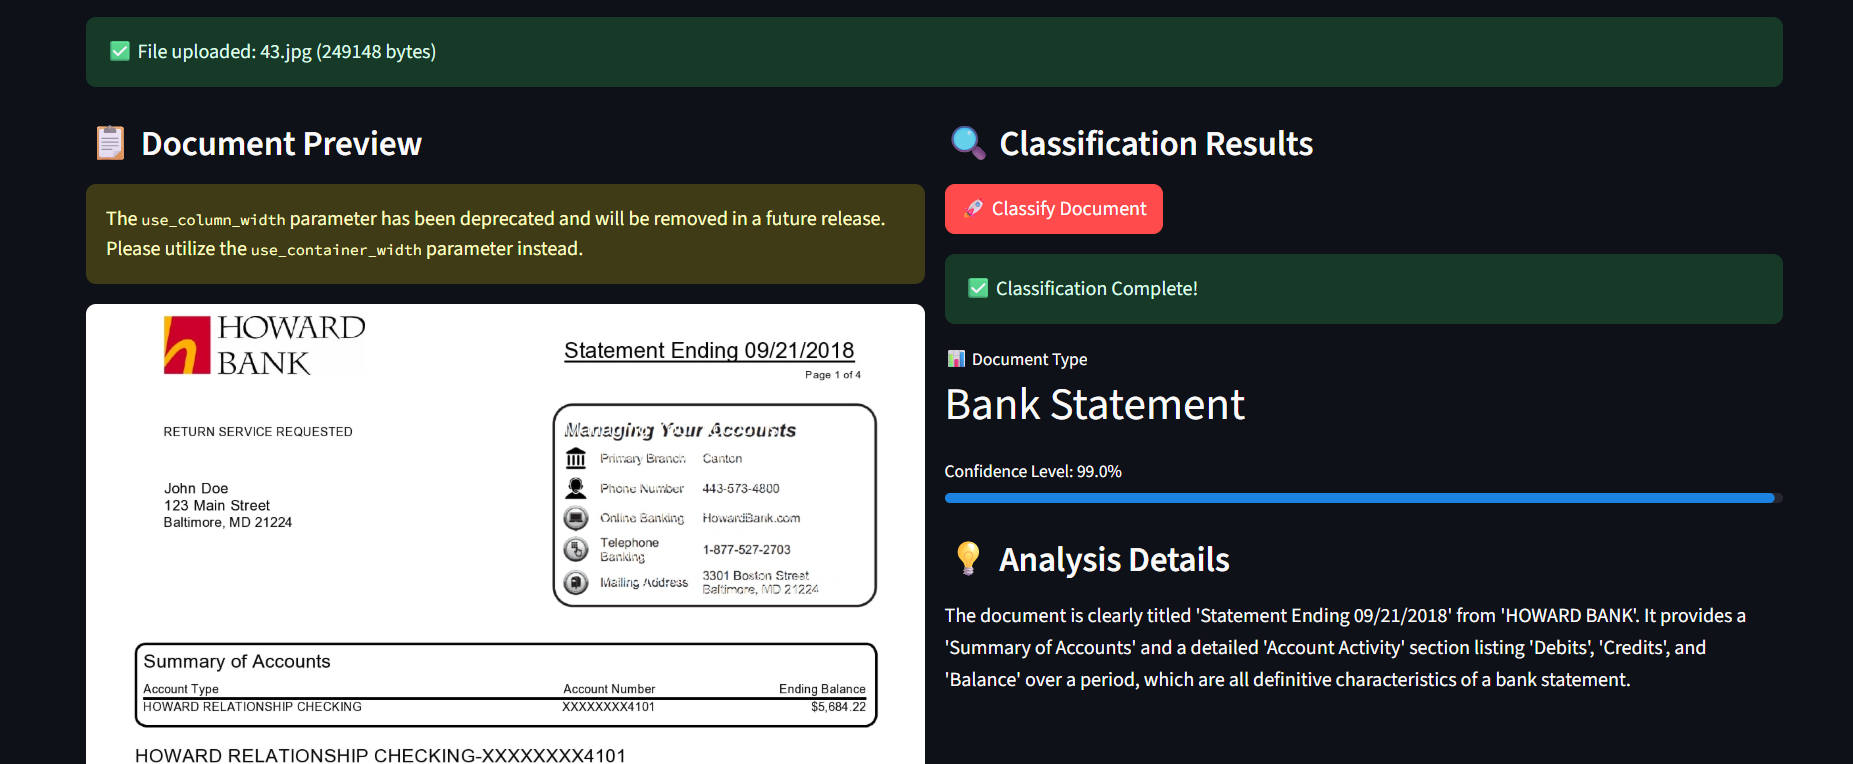 File uploaded: 43.jpg (249148 bytes)
Document Preview
The use_column_width parameter has been deprecated and will be removed in a future release.
Please utilize the use_container_width parameter instead.
HOWARD
BANK
Statement Ending 09/21/2018
Page 1 of 4
RETURN SERVICE REQUESTED
John Doe
123 Main Street
Baltimore, MD 21224
Managing Your Accounts
Primary Branch Canton
Phone Number 443-573-4800
Online Banking HowardBank.com
Telephone
Banking 1-877-527-2703
Mailing Address 3301 Boston Street
Baltimore, MD 21224
Summary of Accounts
Account Type Account Number Ending Balance
HOWARD RELATIONSHIP CHECKING XXXXXXXX4101 $5,684.22
HOWARD RELATIONSHIP CHECKING-XXXXXXXX4101
Classification Results
Classify Document
Classification Complete!
Document Type
Bank Statement
Confidence Level: 99.0%
Analysis Details
The document is clearly titled 'Statement Ending 09/21/2018' from 'HOWARD BANK'. It provides a
'Summary of Accounts' and a detailed 'Account Activity' section listing 'Debits', 'Credits', and
'Balance' over a period, which are all definitive characteristics of a bank statement.